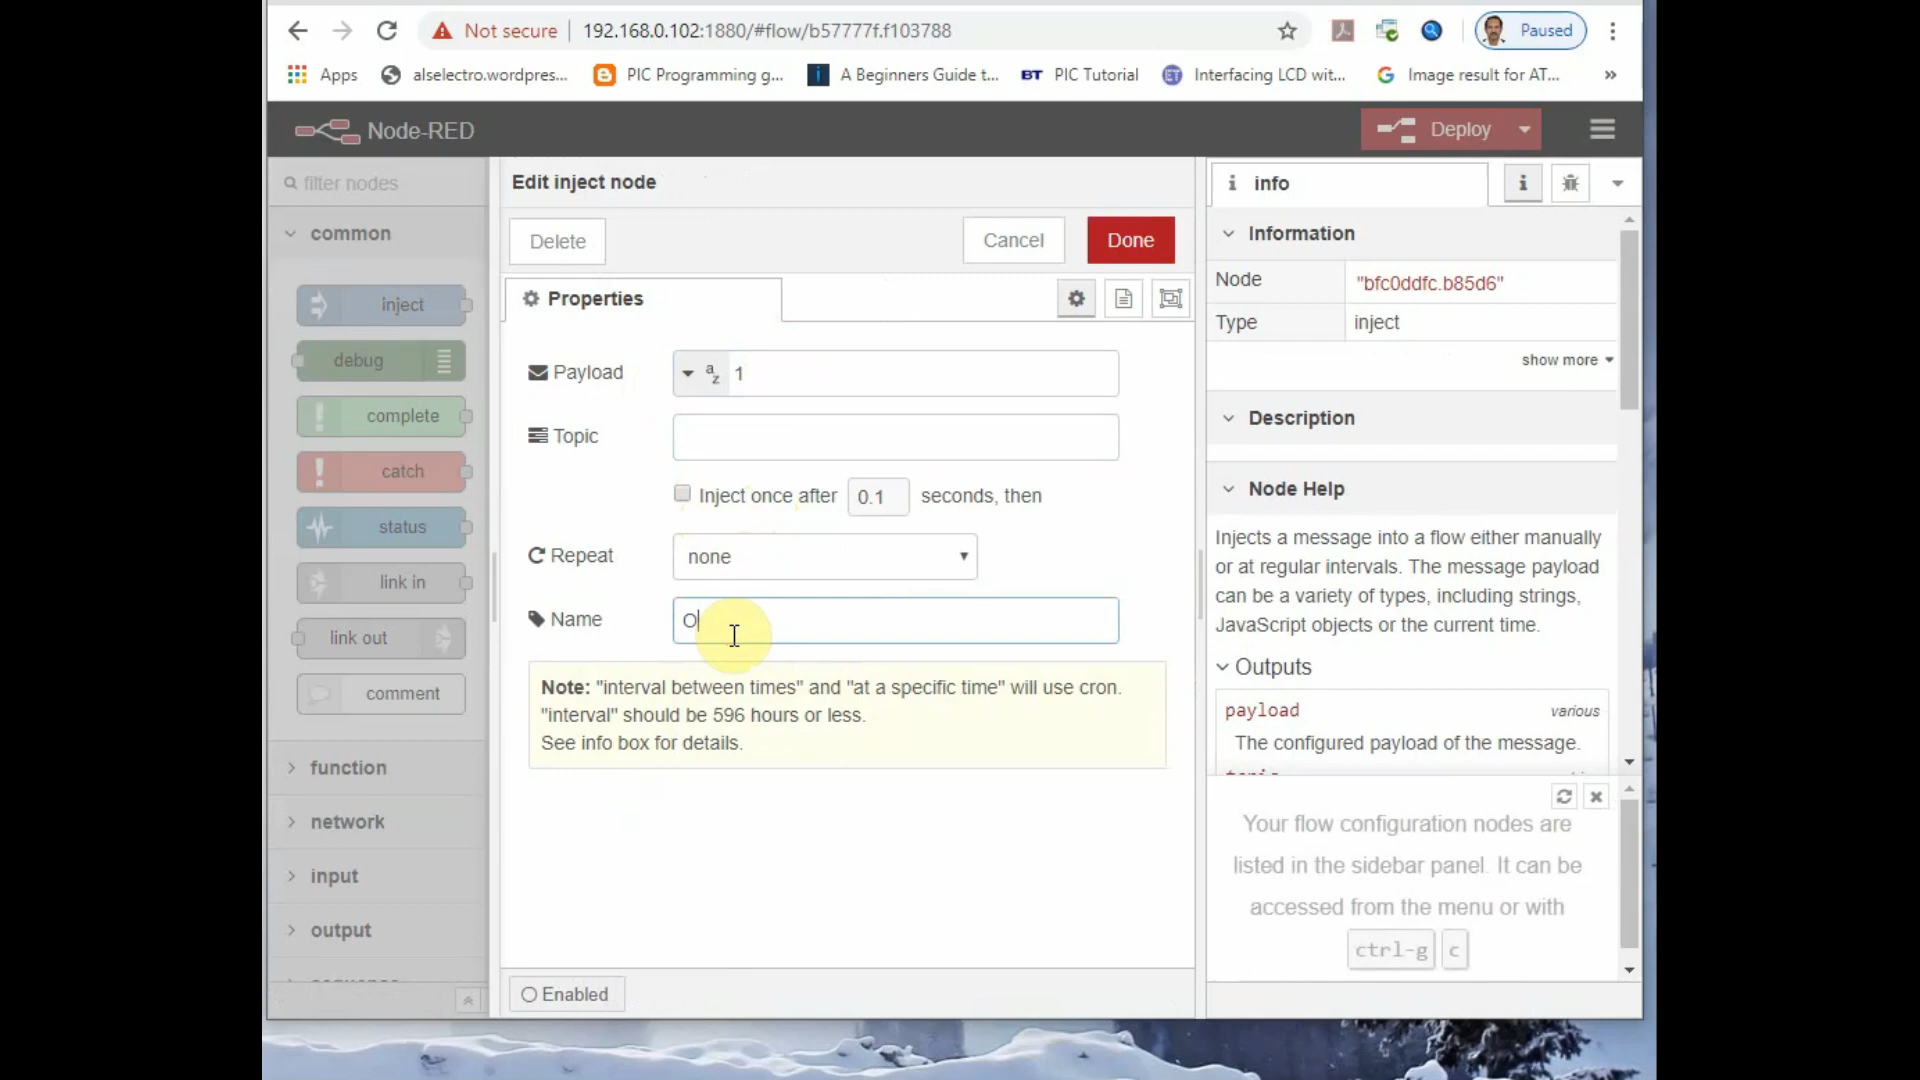 Not secure
192.168.0.102:1880/#flow/b57777f.f103788
Paused
Apps
alselectro.wordpres...
PIC Programming g...
A Beginners Guide t...
BT PIC Tutorial
Interfacing LCD wit...
Image result for AT...
»
Node-RED
Deploy
filter nodes
common
inject
debug
complete
catch
status
link in
link out
comment
function
network
input
output
Edit inject node
Delete
Cancel
Done
Properties
Payload
1
Topic
Inject once after 0.1 seconds, then
Repeat
none
Name
O
Note: "interval between times" and "at a specific time" will use cron.
"interval" should be 596 hours or less.
See info box for details.
Enabled
info
Information
Node "bfc0ddfc.b85d6"
Type inject
show more
Description
Node Help
Injects a message into a flow either manually
or at regular intervals. The message payload
can be a variety of types, including strings,
JavaScript objects or the current time.
Outputs
payload various
The configured payload of the message.
Your flow configuration nodes are
listed in the sidebar panel. It can be
accessed from the menu or with
ctrl-g c